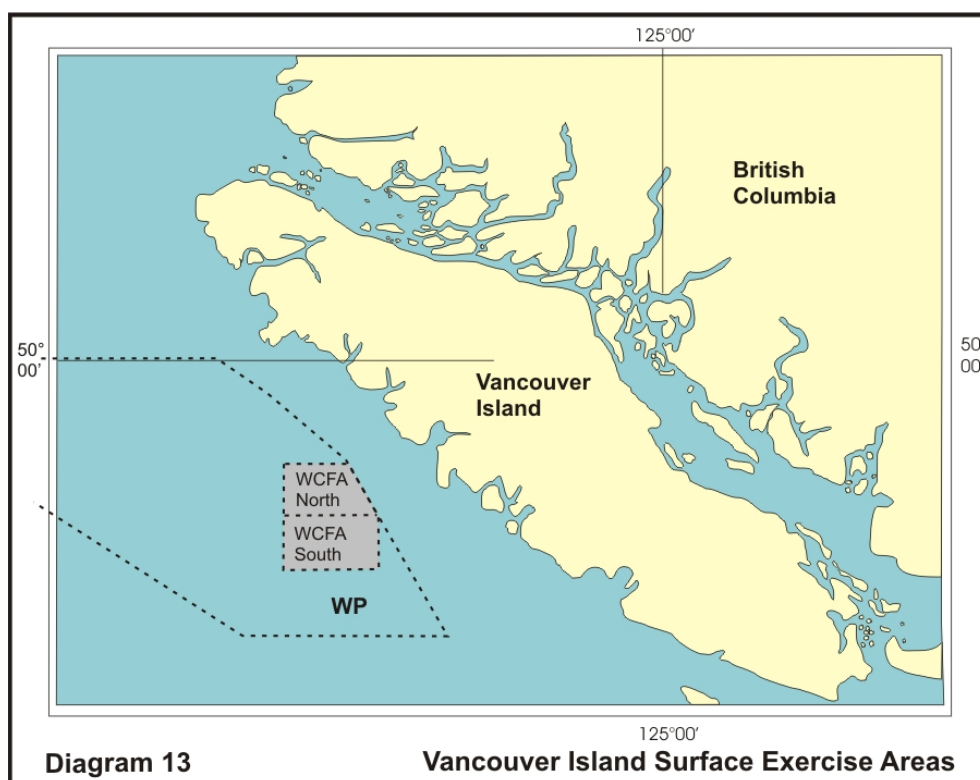 125°00'
British
Columbia
50°
00'
50
00
Vancouver
Island
WCFA
North
WCFA
South
WP
125°00'
Diagram 13
Vancouver Island Surface Exercise Areas